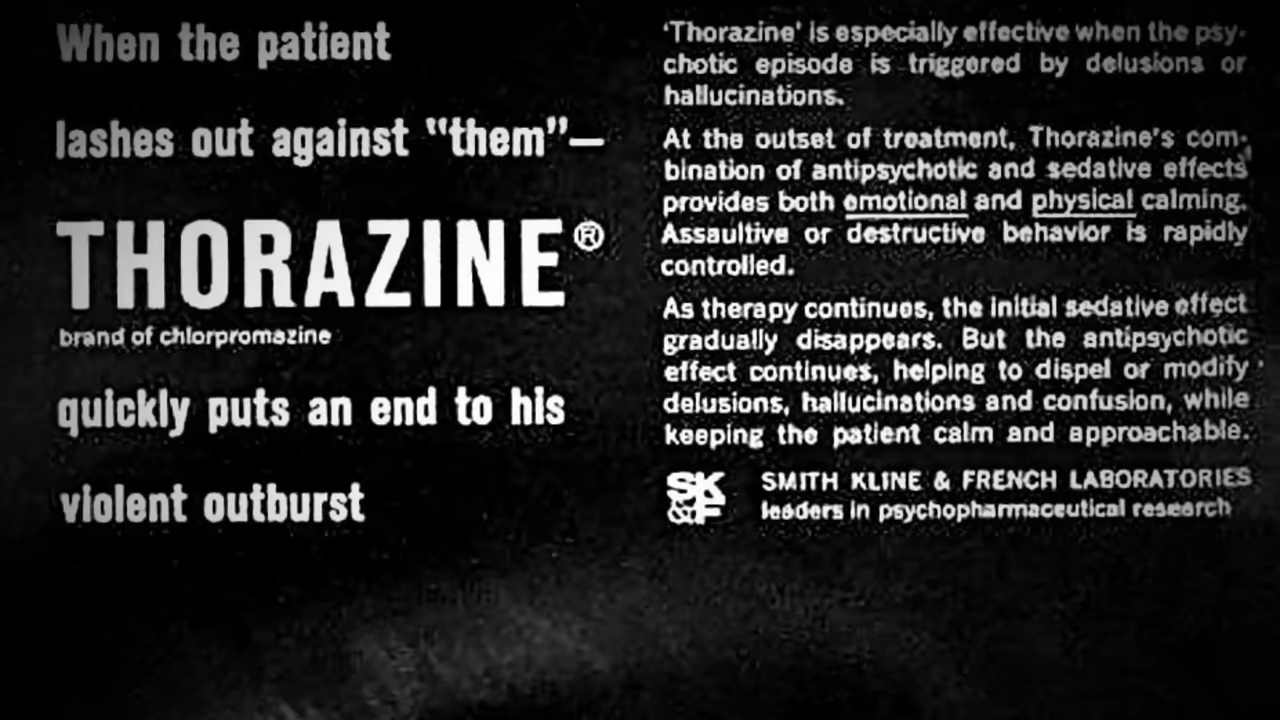 When the patient
lashes out against "them"—
THORAZINE®
brand of chlorpromazine
quickly puts an end to his
violent outburst
'Thorazine' is especially effective when the psy-
chotic episode is triggered by delusions or
hallucinations.
At the outset of treatment, Thorazine's com-
bination of antipsychotic and sedative effects
provides both emotional and physical calming.
Assaultive or destructive behavior is rapidly
controlled.
As therapy continues, the initial sedative effect
gradually disappears. But the antipsychotic
effect continues, helping to dispel or modify
delusions, hallucinations and confusion, while
keeping the patient calm and approachable.
SK
&F
SMITH KLINE & FRENCH LABORATORIES
leaders in psychopharmaceutical research